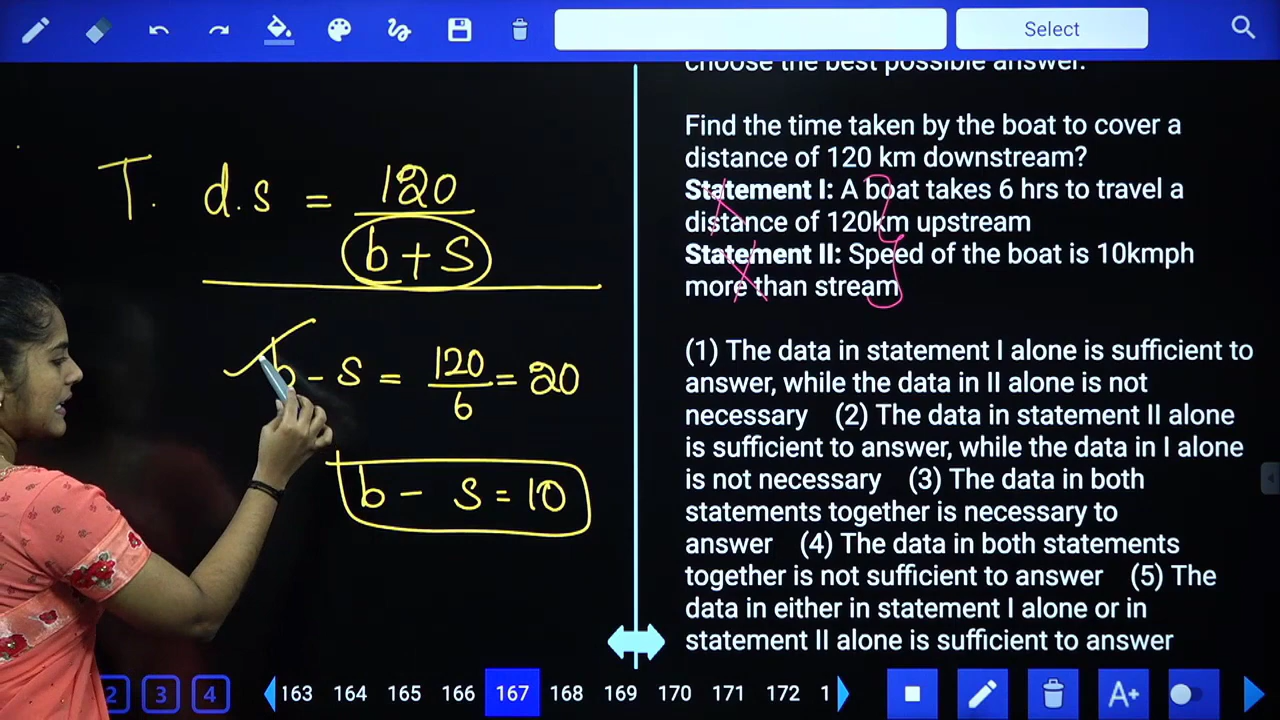 Select
choose the best possible answer.
Find the time taken by the boat to cover a
distance of 120 km downstream?
Statement I: A boat takes 6 hrs to travel a
distance of 120km upstream
Statement II: Speed of the boat is 10kmph
more than stream
(1) The data in statement I alone is sufficient to
answer, while the data in II alone is not
necessary (2) The data in statement II alone
is sufficient to answer, while the data in I alone
is not necessary (3) The data in both
statements together is necessary to
answer (4) The data in both statements
together is not sufficient to answer (5) The
data in either in statement I alone or in
statement II alone is sufficient to answer
T. d.s = 120
b + s
b - s = 120 = 20
6
b - s = 10
2 3 4 163 164 165 166 167 168 169 170 171 172 1 A+